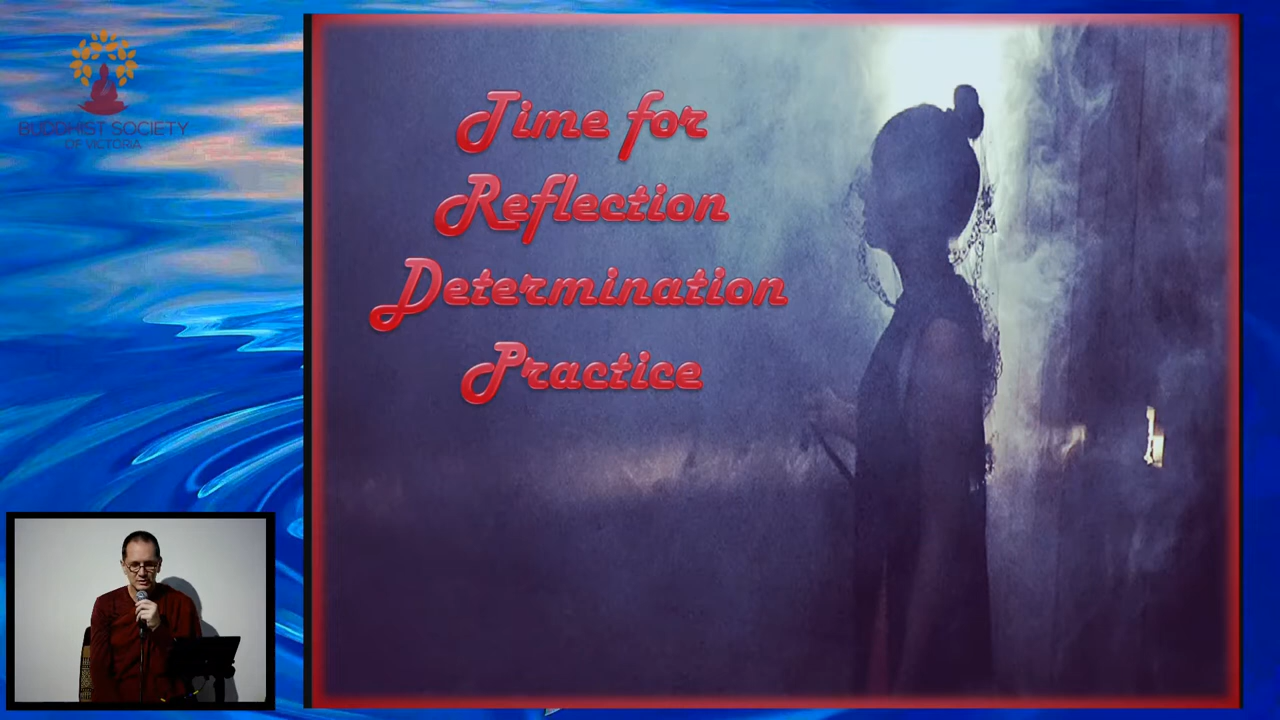 BUDDHIST SOCIETY
OF VICTORIA
Time for
Reflection
Determination
Practice